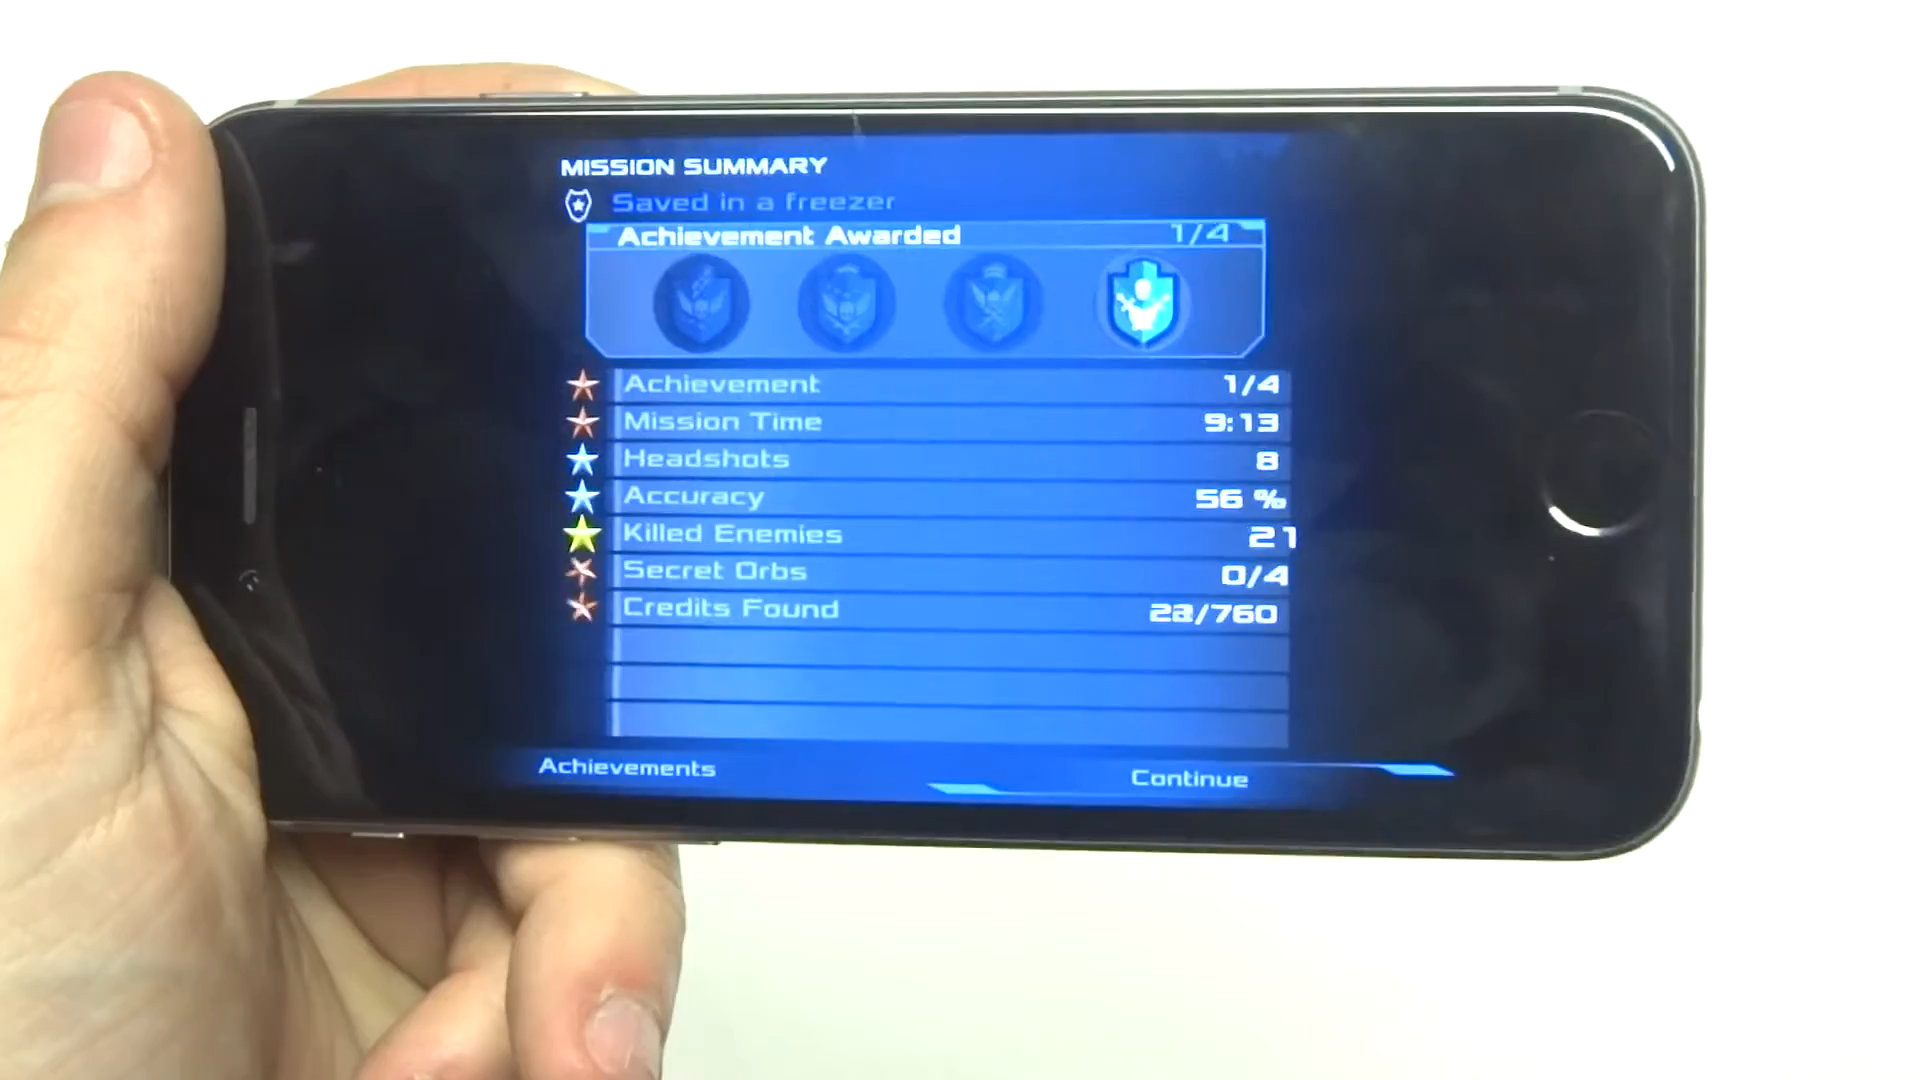 MISSION SUMMARY
Saved in a freezer
Achievement Awarded 1/4
Achievement 1/4
Mission Time 9:13
Headshots 8
Accuracy 56 %
Killed Enemies 21
Secret Orbs 0/4
Credits Found /760
Achievements
Continue